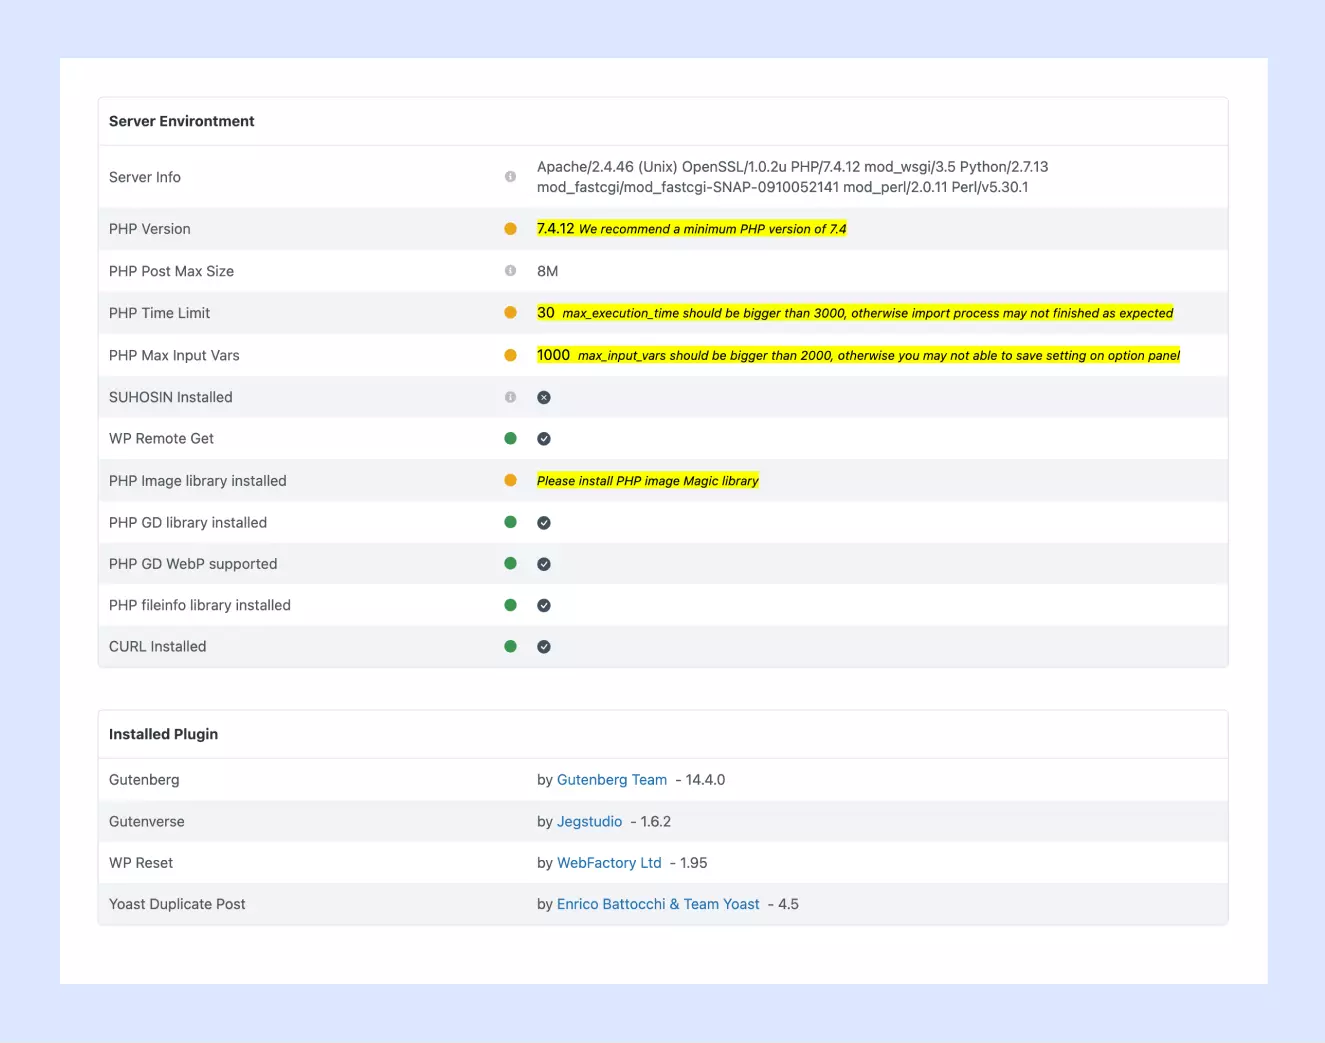 Server Environtment
Server Info
Apache/2.4.46 (Unix) OpenSSL/1.0.2u PHP/7.4.12 mod_wsgi/3.5 Python/2.7.13
mod_fastcgi/mod_fastcgi-SNAP-0910052141 mod_perl/2.0.11 Perl/v5.30.1
PHP Version 7.4.12 We recommend a minimum PHP version of 7.4
PHP Post Max Size 8M
PHP Time Limit 30 max_execution_time should be bigger than 3000, otherwise import process may not finished as expected
PHP Max Input Vars 1000 max_input_vars should be bigger than 2000, otherwise you may not able to save setting on option panel
SUHOSIN Installed
WP Remote Get
PHP Image library installed Please install PHP image Magic library
PHP GD library installed
PHP GD WebP supported
PHP fileinfo library installed
CURL Installed
Installed Plugin
Gutenberg by Gutenberg Team - 14.4.0
Gutenverse by Jegstudio - 1.6.2
WP Reset by WebFactory Ltd - 1.95
Yoast Duplicate Post by Enrico Battocchi & Team Yoast - 4.5